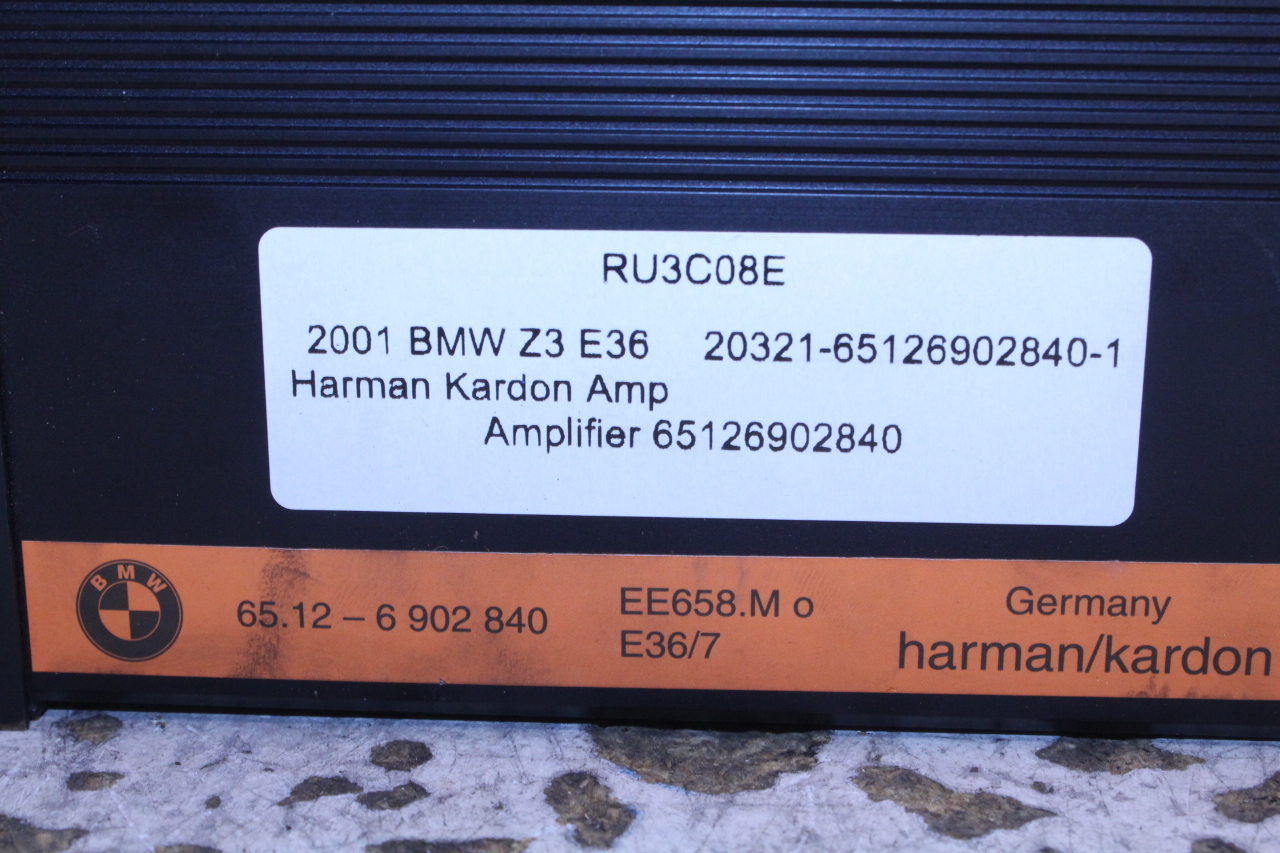 RU3C08E
2001 BMW Z3 E36 20321-65126902840-1
Harman Kardon Amp
Amplifier 65126902840
BMW
65.12 – 6 902 840
EE658.M o
E36/7
Germany
harman/kardon